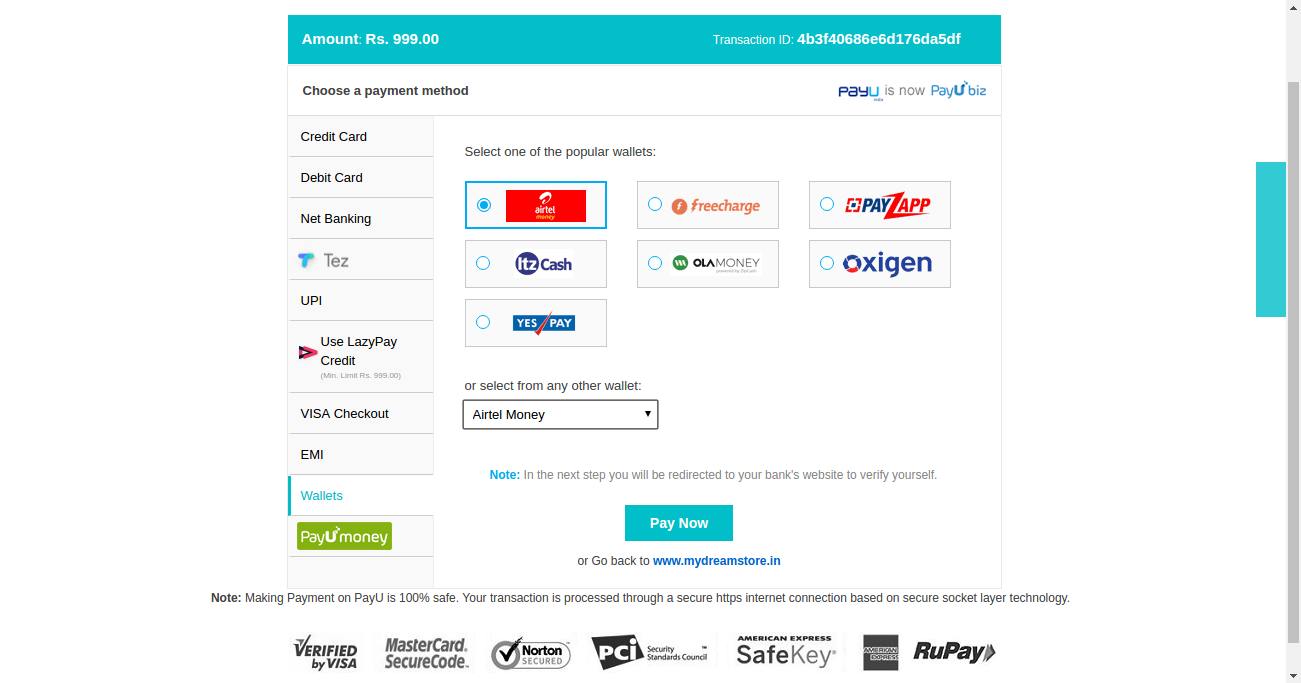 Amount: Rs. 999.00
Transaction ID: 4b3f40686e6d176da5df
Choose a payment method
PayU india is now PayU biz
Credit Card
Debit Card
Net Banking
Tez
UPI
Use LazyPay
Credit
(Min. Limit Rs. 999.00)
VISA Checkout
EMI
Wallets
PayUmoney
Select one of the popular wallets:
airtel
money
freecharge
PAYZAPP
ItzCash
OLAMONEY
powered by ZipCash
Oxigen
YES PAY
or select from any other wallet:
Airtel Money
Note: In the next step you will be redirected to your bank's website to verify yourself.
Pay Now
or Go back to www.mydreamstore.in
Note: Making Payment on PayU is 100% safe. Your transaction is processed through a secure https internet connection based on secure socket layer technology.
VERIFIED
by VISA
MasterCard.
SecureCode.
Norton
SECURED
PCI
Security
Standards Council
AMERICAN EXPRESS
SafeKey
AMERICAN
EXPRESS
RuPay